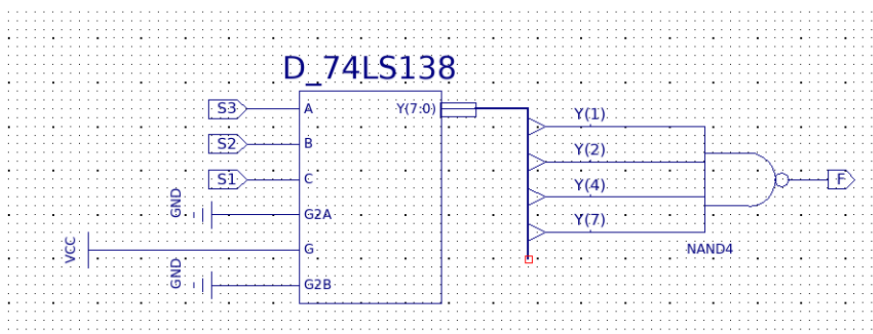 D_74LS138
S3
A
Y(7:0)
Y(1)
S2
B
Y(2)
S1
C
Y(4)
F
GND
G2A
Y(7)
VCC
G
NAND4
GND
G2B